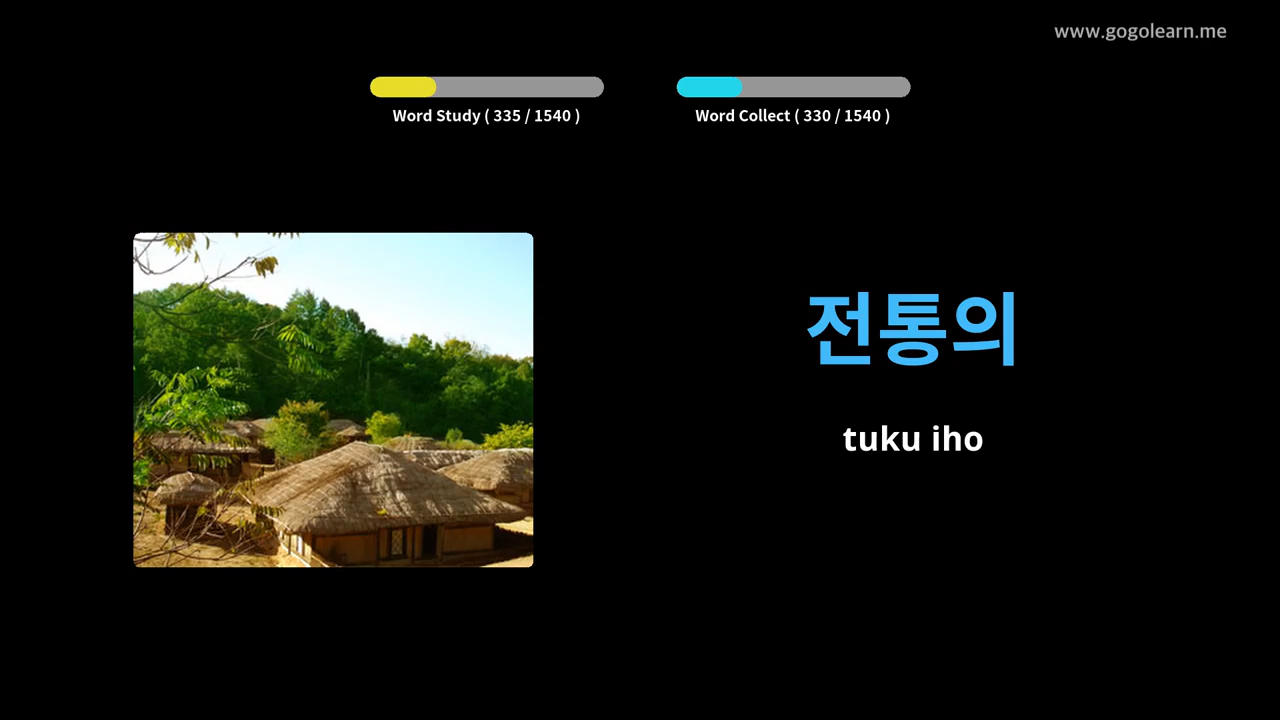 www.gogolearn.me
Word Study ( 335 / 1540 )
Word Collect ( 330 / 1540 )
전통의
tuku iho